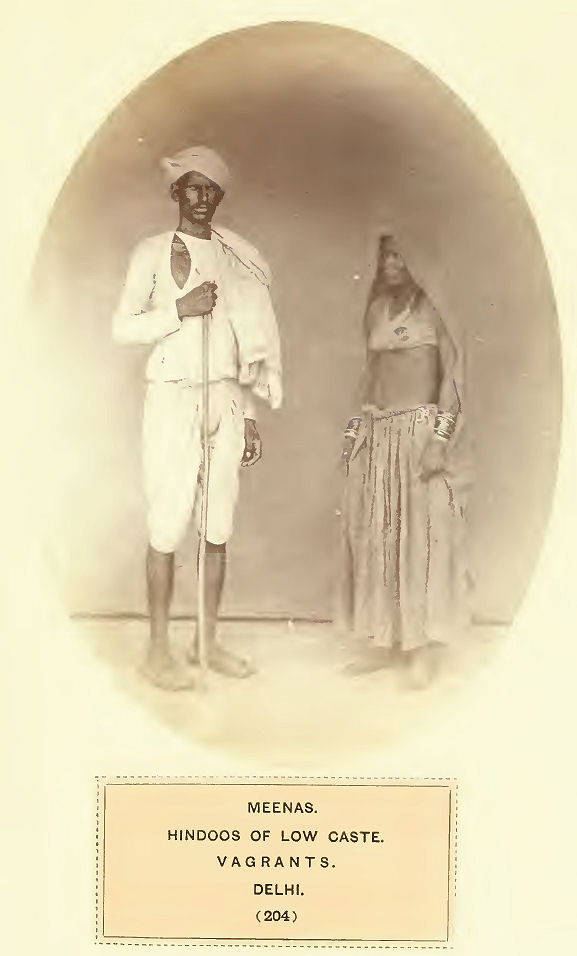 MEENAS.
HINDOOS OF LOW CASTE.
VAGRANTS.
DELHI.
(204)